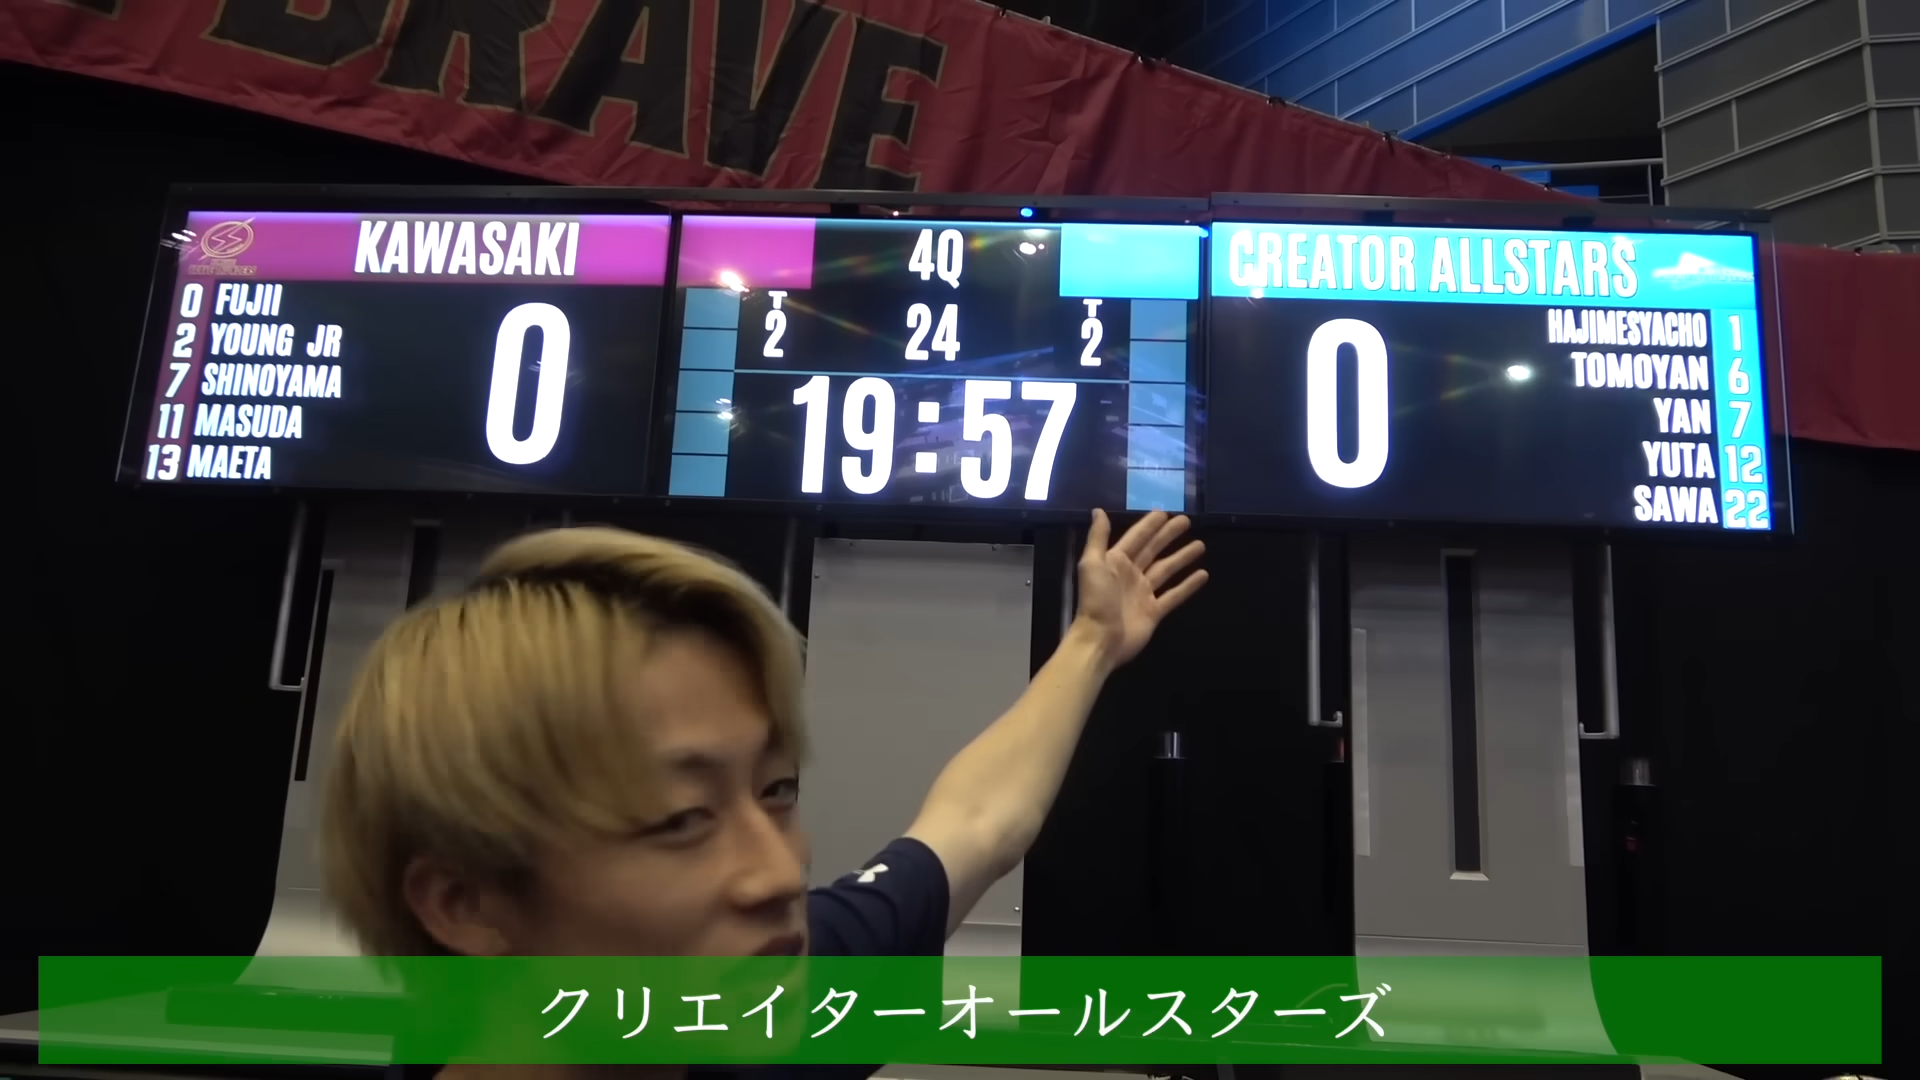 BRAVE
KAWASAKI
0 FUJII
2 YOUNG JR
7 SHINOYAMA
11 MASUDA
13 MAETA
0
4Q
T 2
24
T 2
19:57
CREATOR ALLSTARS
0
HAJIMESYACHO 1
TOMOYAN 6
YAN 7
YUTA 12
SAWA 22
クリエイターオールスターズ